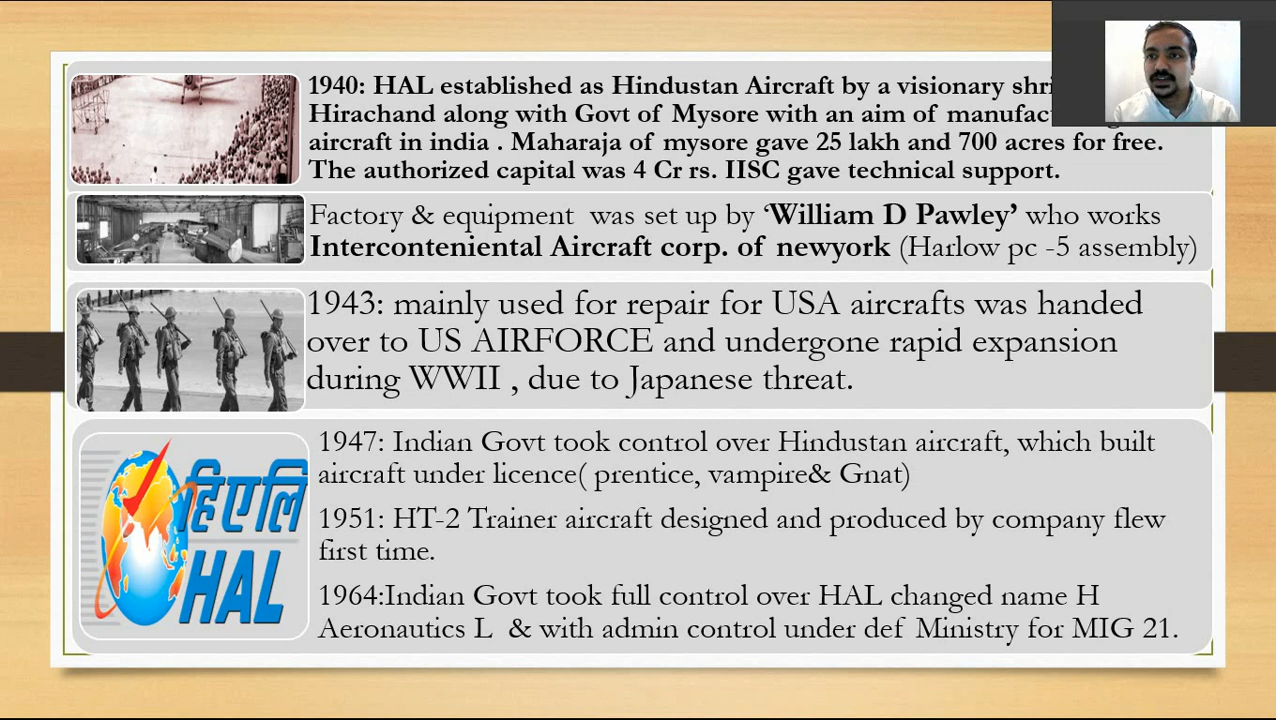 1940: HAL established as Hindustan Aircraft by a visionary shri
Hirachand along with Govt of Mysore with an aim of
aircraft in india . Maharaja of mysore gave 25 lakh and 700 acres for free.
The authorized capital was 4 Cr rs. IISC gave technical support.
Factory & equipment was set up by ‘William D Pawley’ who works
Interconteniental Aircraft corp. of newyork (Harlow pc -5 assembly)
1943: mainly used for repair for USA aircrafts was handed
over to US AIRFORCE and undergone rapid expansion
during WWII , due to Japanese threat.
हिएलि
HAL
1947: Indian Govt took control over Hindustan aircraft, which built
aircraft under licence( prentice, vampire& Gnat)
1951: HT-2 Trainer aircraft designed and produced by company flew
first time.
1964:Indian Govt took full control over HAL changed name H
Aeronautics L & with admin control under def Ministry for MIG 21.